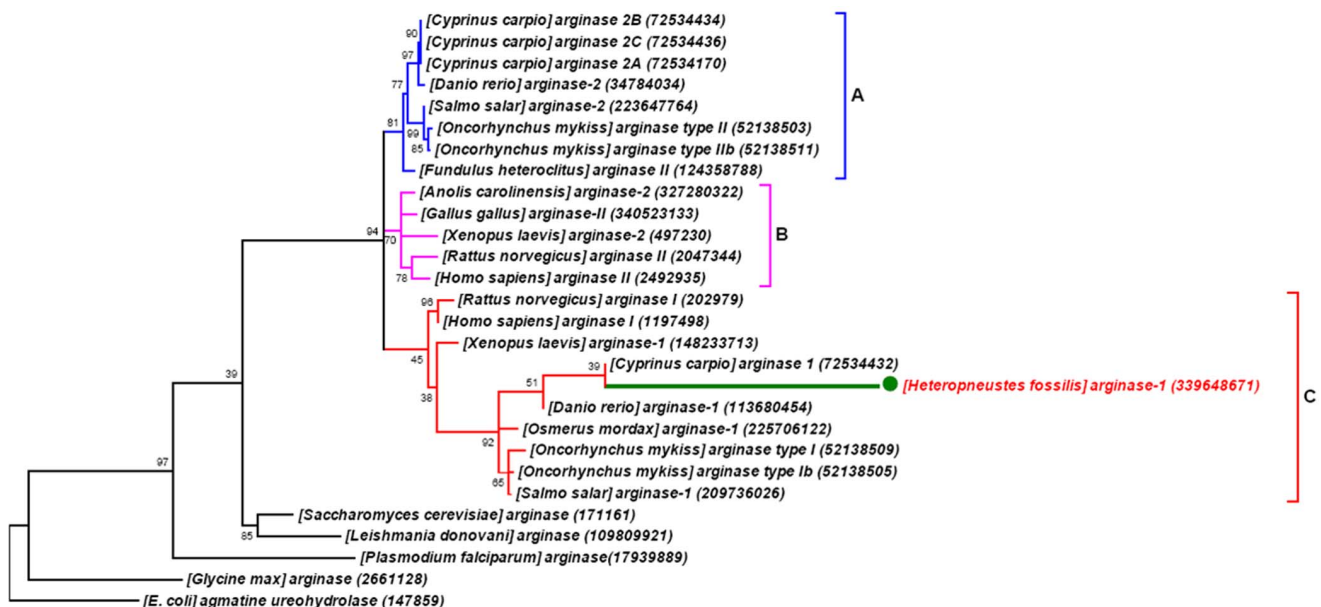 [Cyprinus carpio] arginase 2B (72534434)
90
[Cyprinus carpio] arginase 2C (72534436)
97
[Cyprinus carpio] arginase 2A (72534170)
77
[Danio rerio] arginase-2 (34784034)
A
[Salmo salar] arginase-2 (223647764)
81
[Oncorhynchus mykiss] arginase type II (52138503)
99
85
[Oncorhynchus mykiss] arginase type IIb (52138511)
[Fundulus heteroclitus] arginase II (124358788)
[Anolis carolinensis] arginase-2 (327280322)
[Gallus gallus] arginase-II (340523133)
94
70
[Xenopus laevis] arginase-2 (497230)
B
[Rattus norvegicus] arginase II (2047344)
78
[Homo sapiens] arginase II (2492935)
96
[Rattus norvegicus] arginase I (202979)
[Homo sapiens] arginase I (1197498)
[Xenopus laevis] arginase-1 (148233713)
45
39
[Cyprinus carpio] arginase 1 (72534432)
39
51
[Heteropneustes fossilis] arginase-1 (339648671)
C
38
[Danio rerio] arginase-1 (113680454)
[Osmerus mordax] arginase-1 (225706122)
92
[Oncorhynchus mykiss] arginase type I (52138509)
97
[Oncorhynchus mykiss] arginase type Ib (52138505)
65
[Salmo salar] arginase-1 (209736026)
[Saccharomyces cerevisiae] arginase (171161)
85
[Leishmania donovani] arginase (109809921)
[Plasmodium falciparum] arginase(17939889)
[Glycine max] arginase (2661128)
[E. coli] agmatine ureohydrolase (147859)